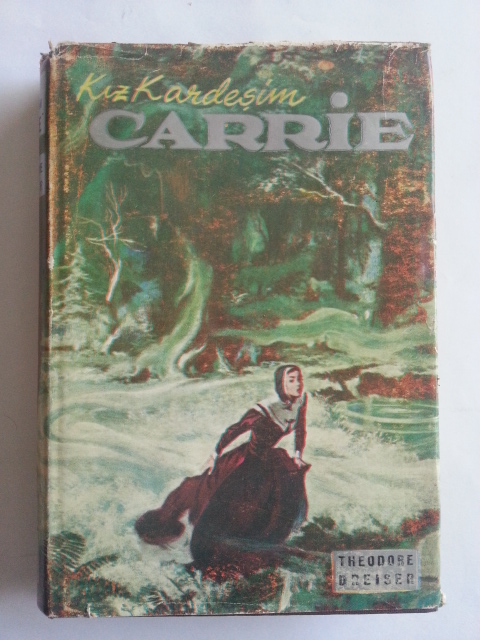 Kız Kardeşim
CARRiE
THEODORE
DREISER